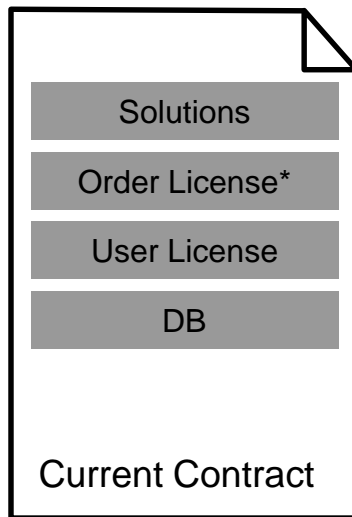 Solutions
Order License*
User License
DB
Current Contract